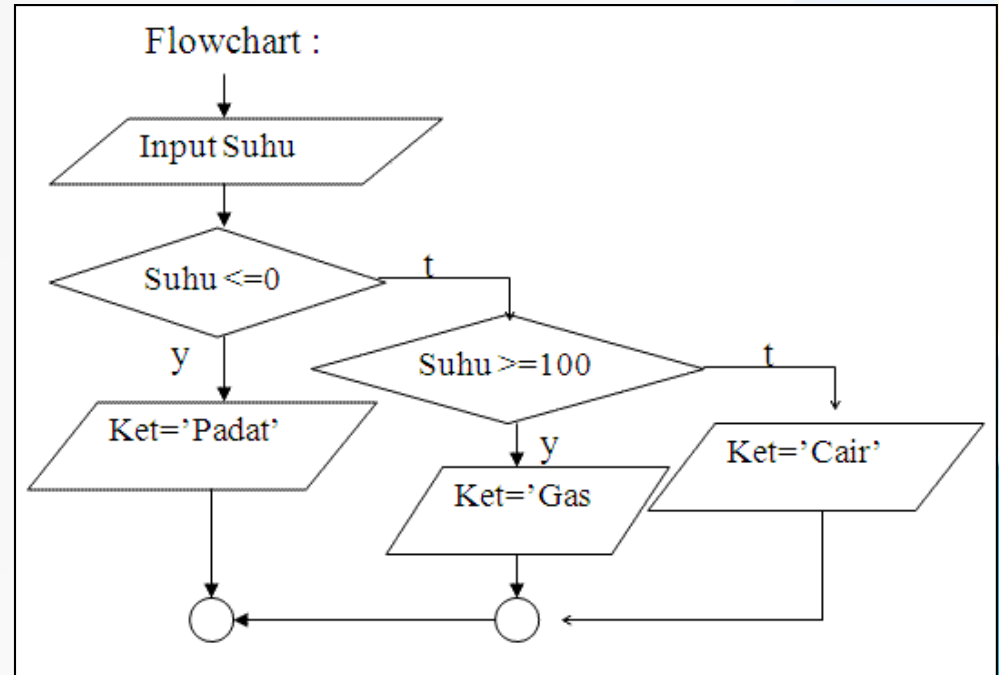 Flowchart :
Input Suhu
Suhu <=0
t
y
Suhu >=100
t
y
Ket=’Padat’
Ket=’Gas
Ket=’Cair’